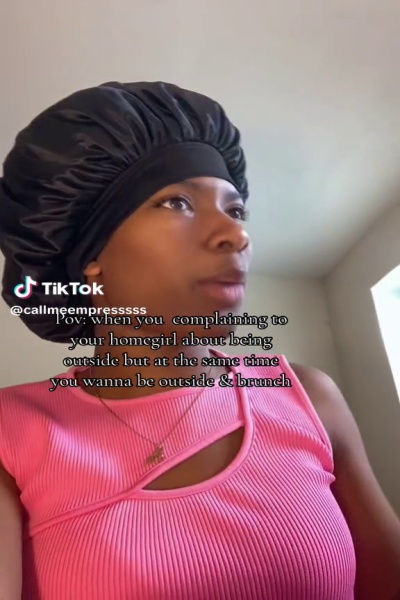 TikTok
@callmeempresssss
Pov: when you complaining to
your homegirl about being
outside but at the same time
you wanna be outside & brunch